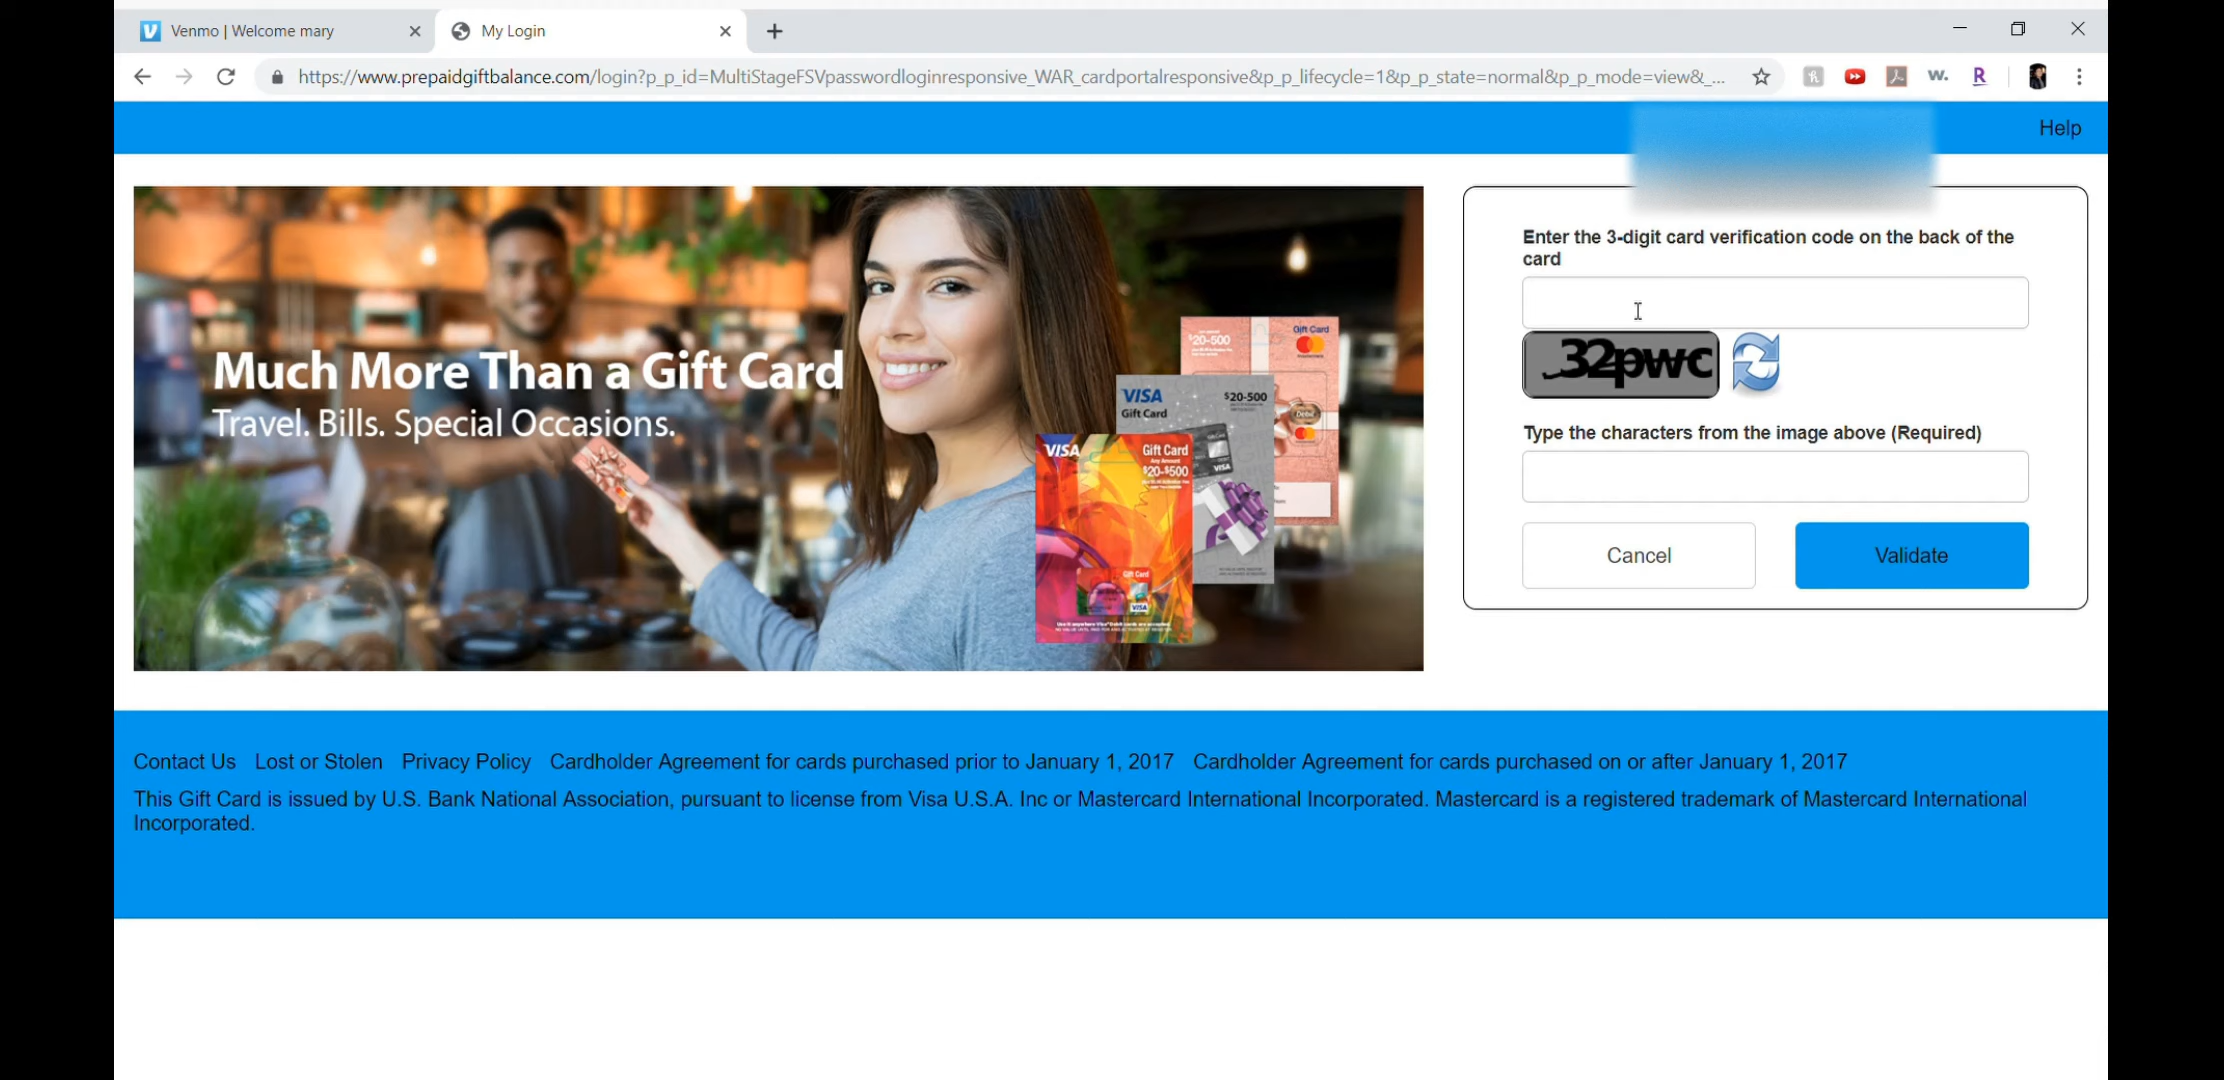 Venmo | Welcome mary
My Login
https://www.prepaidgiftbalance.com/login?p_p_id=MultiStageFSVpasswordloginresponsive_WAR_cardportalresponsive&p_p_lifecycle=1&p_p_state=normal&p_p_mode=view&_...
w.
R
Help
Much More Than a Gift Card
Travel. Bills. Special Occasions.
$20-500
Gift Card
VISA
Gift Card
$20-500
VISA
VISA
Gift Card
Any Amount
$20-$500
Gift Card
VISA
Enter the 3-digit card verification code on the back of the
card
32pwc
Type the characters from the image above (Required)
Cancel
Validate
Contact Us Lost or Stolen Privacy Policy Cardholder Agreement for cards purchased prior to January 1, 2017 Cardholder Agreement for cards purchased on or after January 1, 2017
This Gift Card is issued by U.S. Bank National Association, pursuant to license from Visa U.S.A. Inc or Mastercard International Incorporated. Mastercard is a registered trademark of Mastercard International
Incorporated.